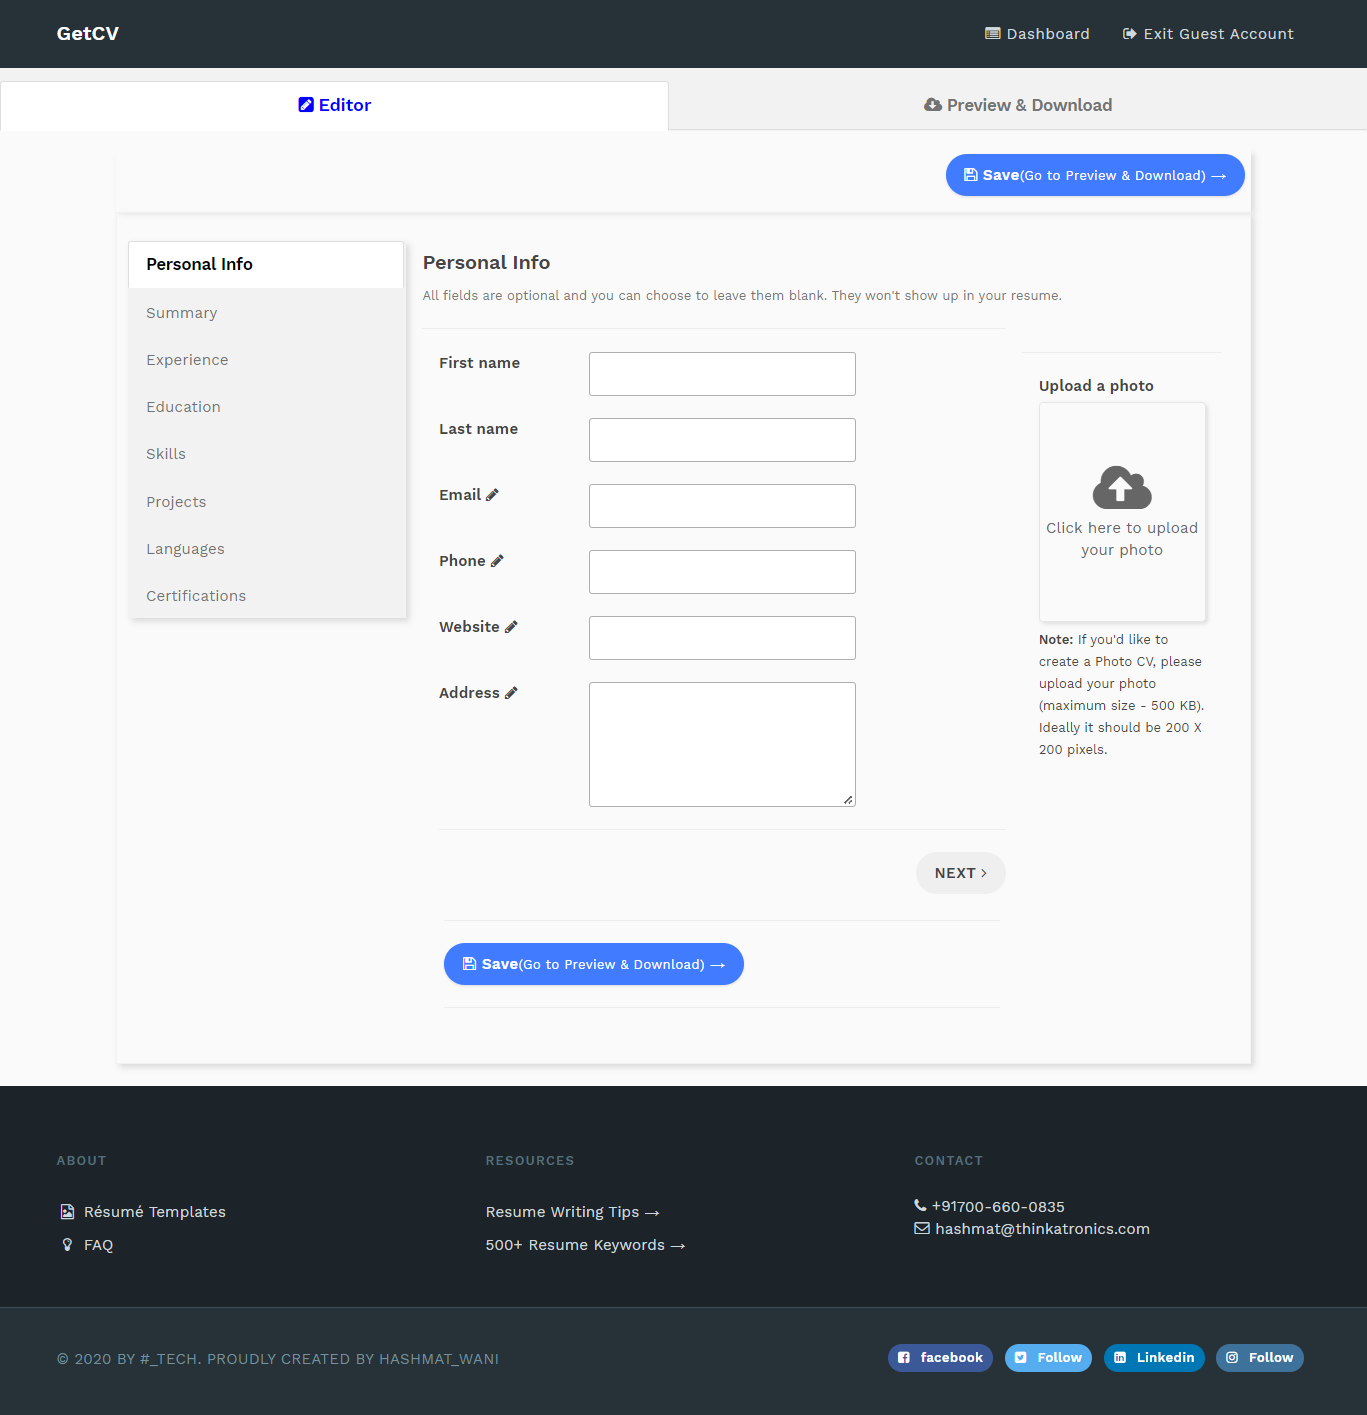 GetCV
Dashboard
Exit Guest Account
Editor
Preview & Download
Save(Go to Preview & Download) →
Personal Info
Summary
Experience
Education
Skills
Projects
Languages
Certifications
Personal Info
All fields are optional and you can choose to leave them blank. They won't show up in your resume.
First name
Last name
Email
Phone
Website
Address
Upload a photo
Click here to upload
your photo
Note: If you'd like to
create a Photo CV, please
upload your photo
(maximum size - 500 KB).
Ideally it should be 200 X
200 pixels.
NEXT >
Save(Go to Preview & Download) →
ABOUT
Résumé Templates
FAQ
RESOURCES
Resume Writing Tips →
500+ Resume Keywords →
CONTACT
+91700-660-0835
hashmat@thinkatronics.com
© 2020 BY #_TECH. PROUDLY CREATED BY HASHMAT_WANI
facebook
Follow
Linkedin
Follow